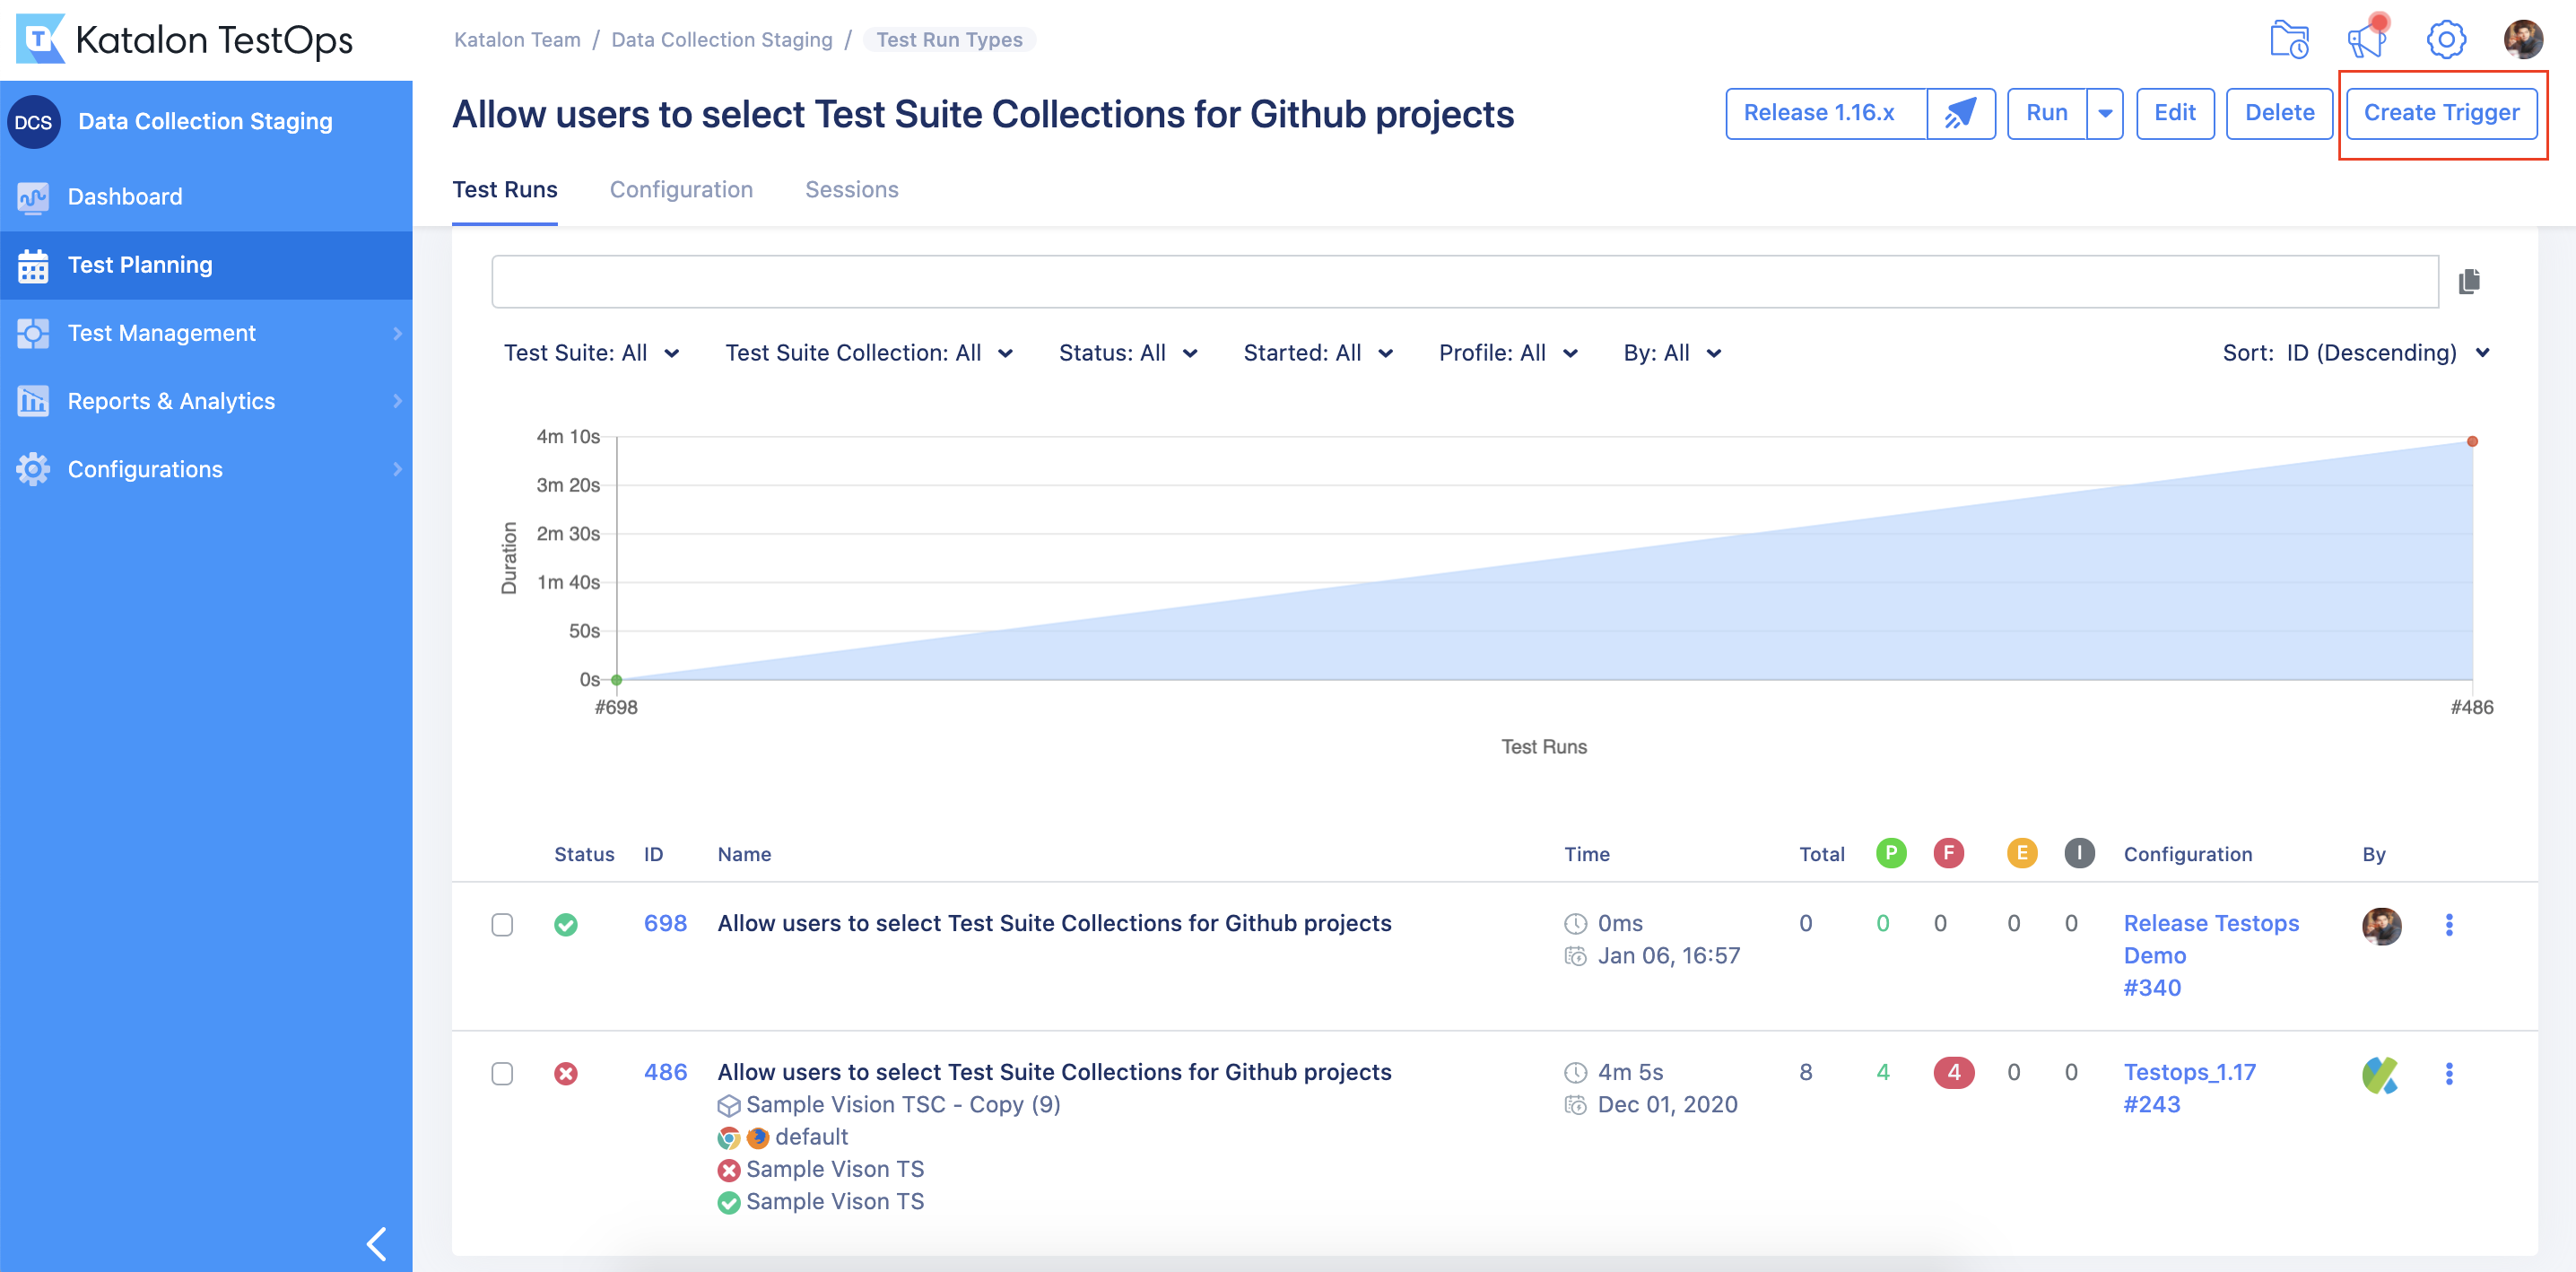 Katalon TestOps
Katalon Team / Data Collection Staging / Test Run Types
DCS Data Collection Staging
Allow users to select Test Suite Collections for Github projects
Release 1.16.x Run Edit Delete Create Trigger
Dashboard
Test Planning
Test Management
Reports & Analytics
Configurations
Test Runs Configuration Sessions
Test Suite: All Test Suite Collection: All Status: All Started: All Profile: All By: All Sort: ID (Descending)
4m 10s
3m 20s
2m 30s
1m 40s
50s
0s
Duration
#698 #486
Test Runs
Status ID Name Time Total P F E I Configuration By
698 Allow users to select Test Suite Collections for Github projects 0ms 0 0 0 0 0 Release Testops
Jan 06, 16:57 Demo
#340
486 Allow users to select Test Suite Collections for Github projects 4m 5s 8 4 4 0 0 Testops_1.17
Sample Vision TSC - Copy (9) Dec 01, 2020 #243
default
Sample Vison TS
Sample Vison TS